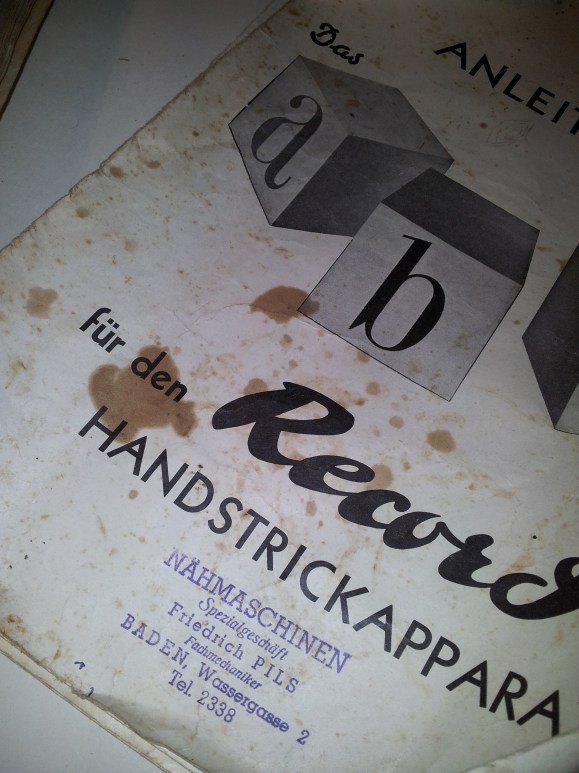 ANLEIT
Das
a
b
für den
Record
HANDSTRICKAPPARA
NÄHMASCHINEN
Spezialgeschäft
Friedrich PILS
Fachmechaniker
BADEN, Wassergasse 2
Tel. 2338